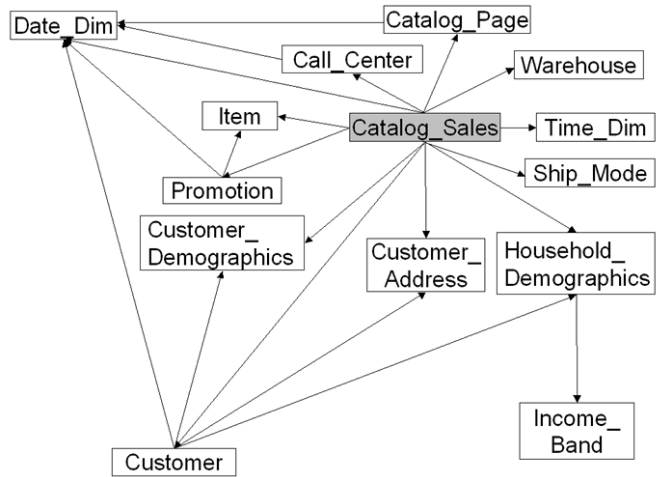 Date_Dim
Catalog_Page
Call_Center
Warehouse
Item
Catalog_Sales
Time_Dim
Promotion
Ship_Mode
Customer_
Demographics
Customer_
Address
Household_
Demographics
Income_
Band
Customer